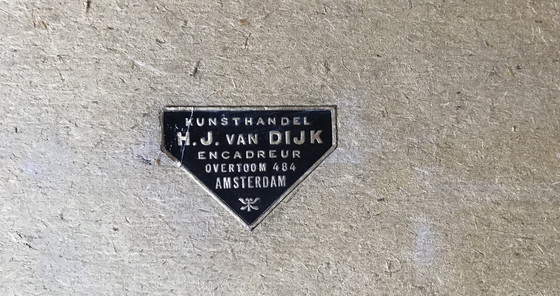 KUNSTHANDEL
H.J. VAN DIJK
ENCADREUR
OVERTOOM 484
AMSTERDAM